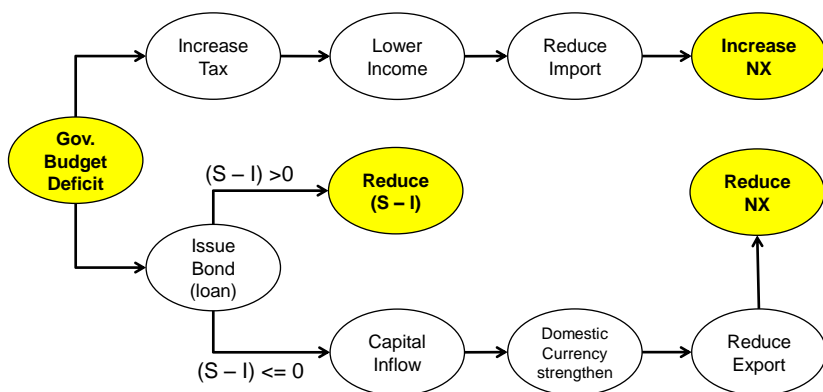 Increase
Tax
Lower
Income
Reduce
Import
Increase
NX
Gov.
Budget
Deficit
(S – I) >0
Reduce
(S – I)
Reduce
NX
Issue
Bond
(loan)
(S – I) <= 0
Capital
Inflow
Domestic
Currency
strengthen
Reduce
Export